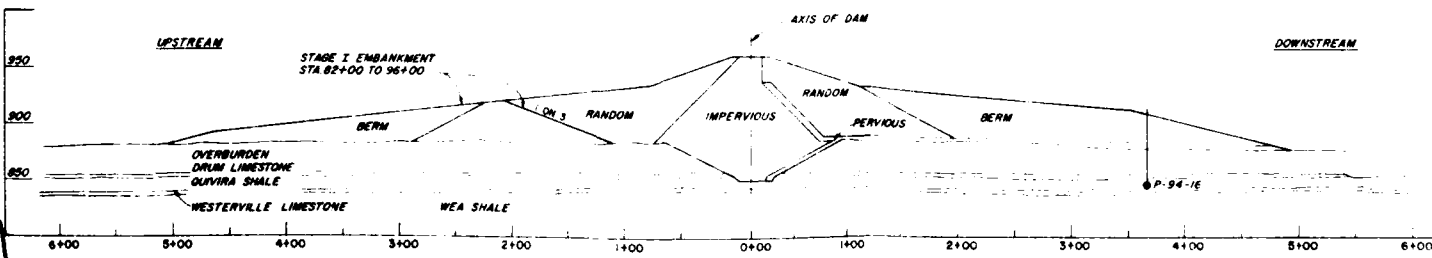 AXIS OF DAM
UPSTREAM
DOWNSTREAM
950
STAGE I EMBANKMENT
STA. 82+00 TO 96+00
1 ON 3
RANDOM
RANDOM
900
BERM
IMPERVIOUS
PERVIOUS
BERM
OVERBURDEN
DRUM LIMESTONE
850
QUIVIRA SHALE
P-94-16
WESTERVILLE LIMESTONE
WEA SHALE
6+00 5+00 4+00 3+00 2+00 1+00 0+00 1+00 2+00 3+00 4+00 5+00 6+00